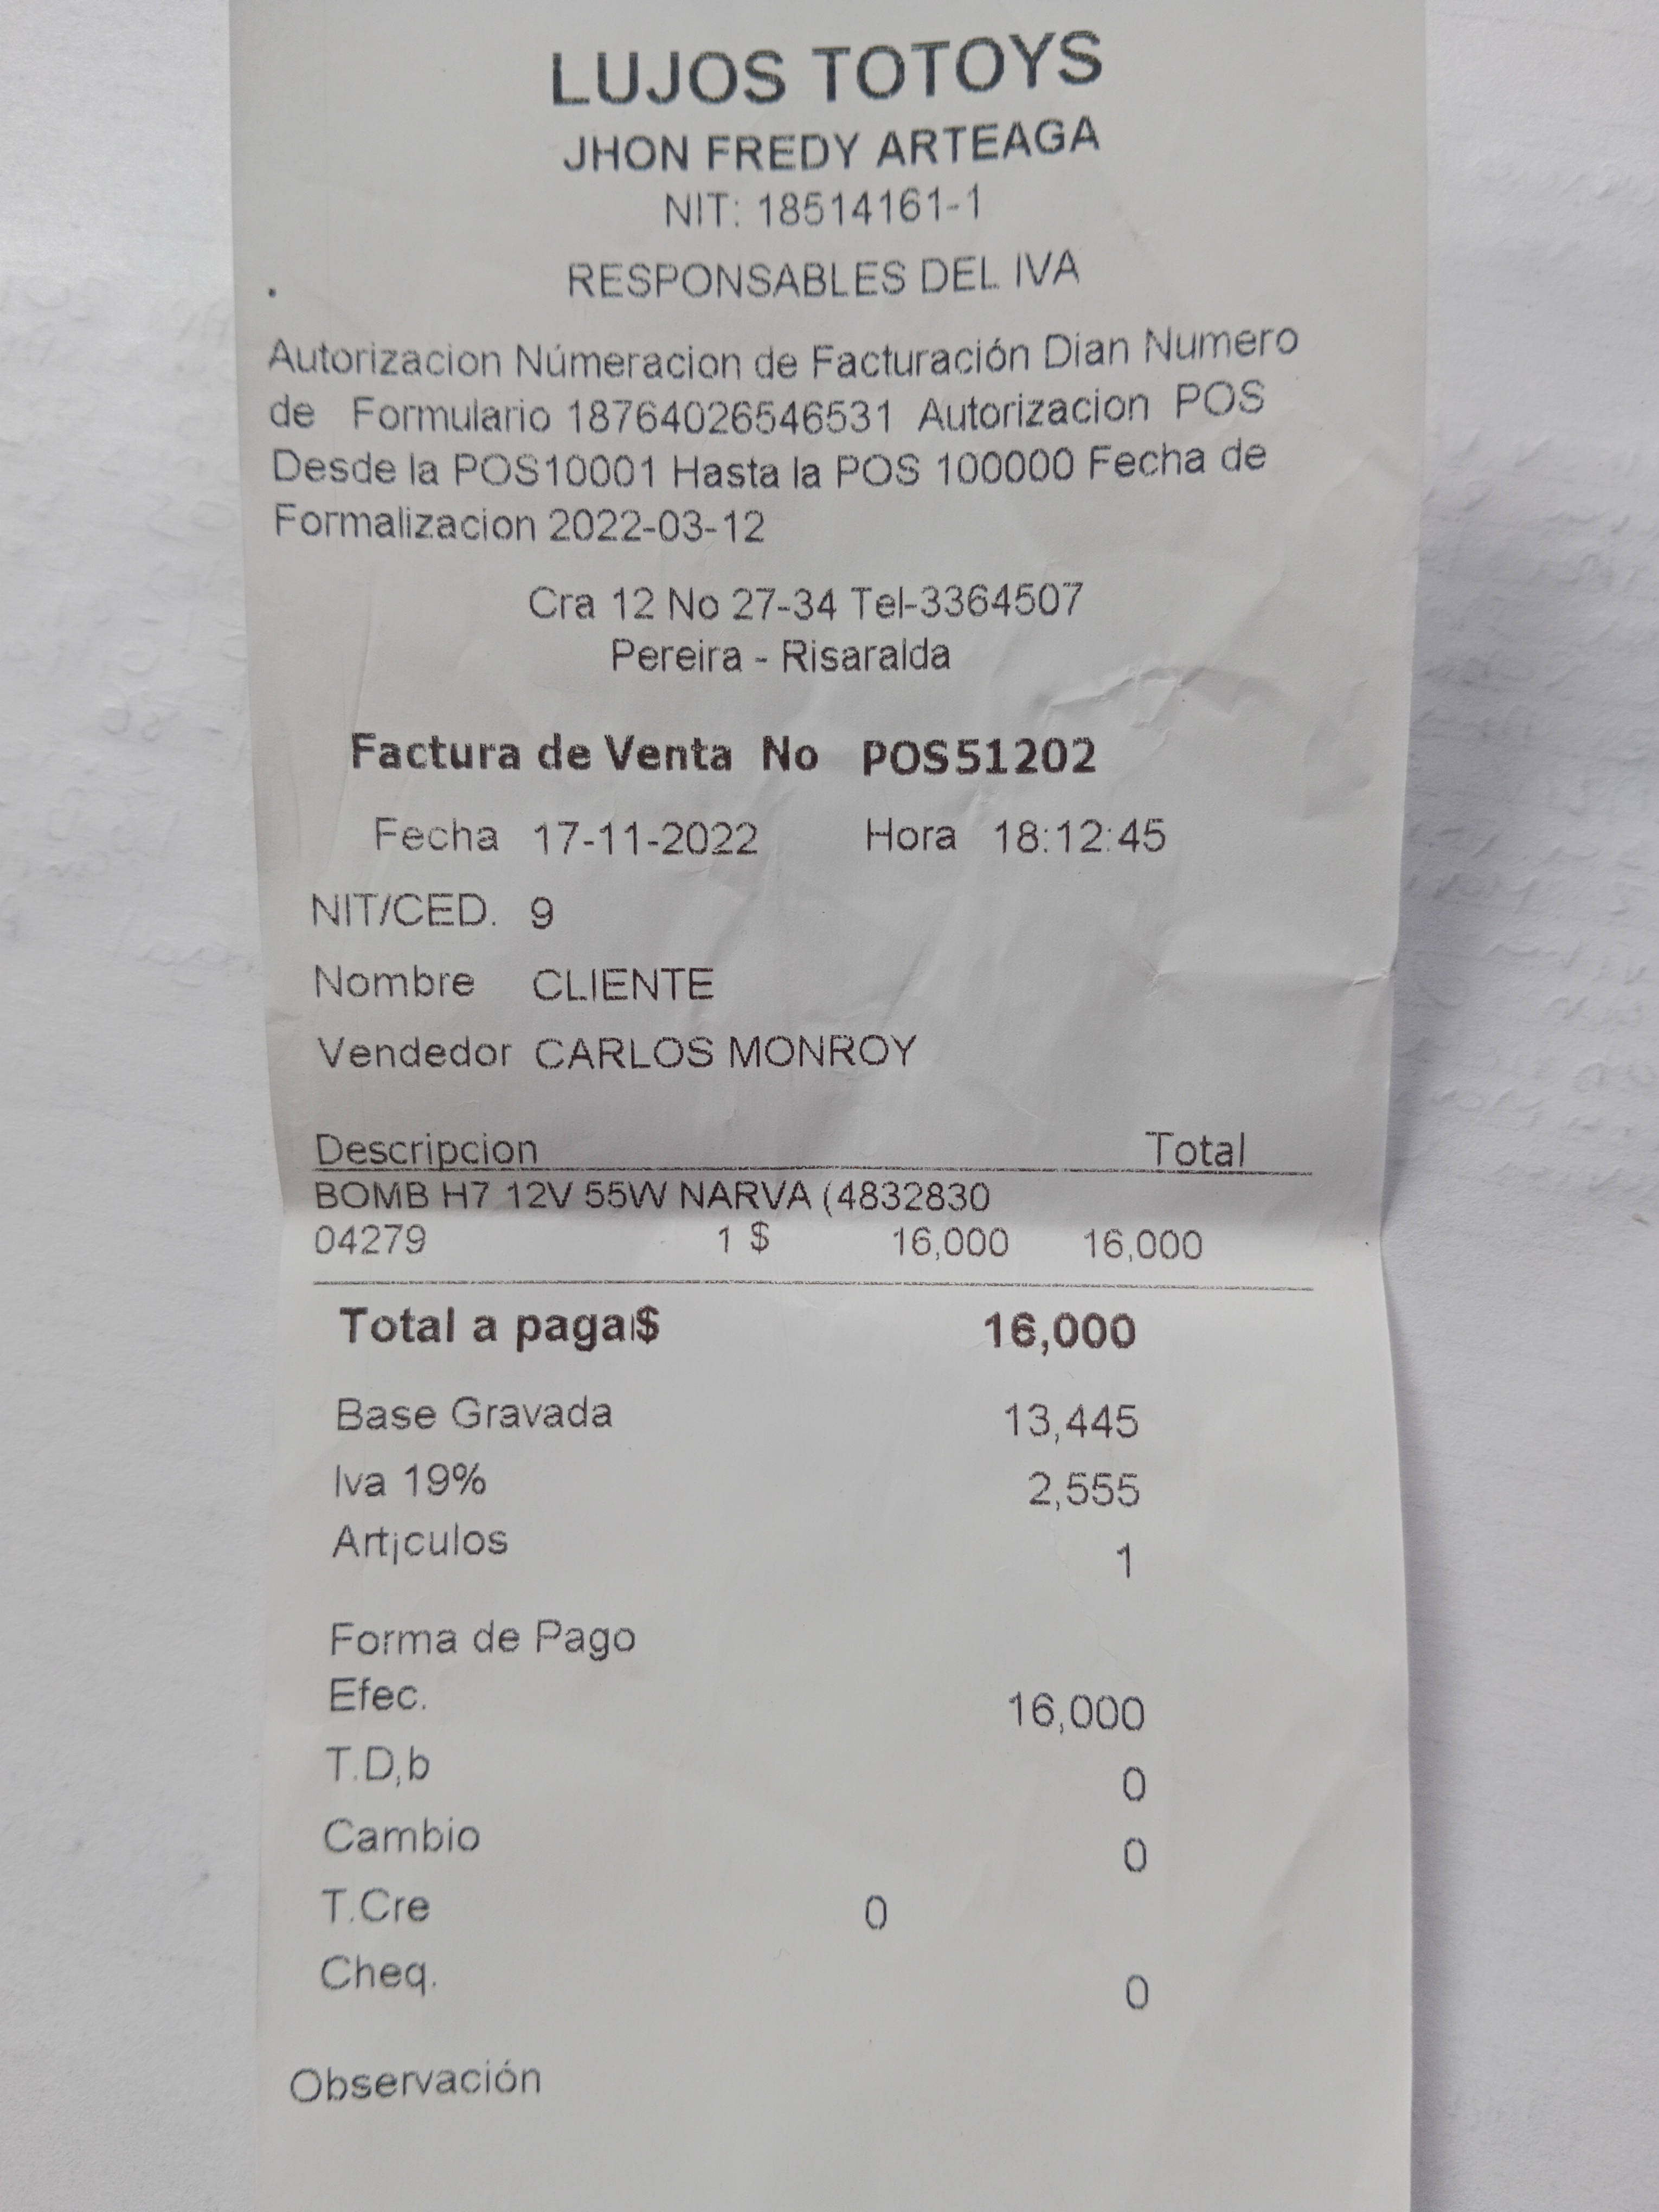 LUJOS TOTOYS
JHON FREDY ARTEAGA
NIT: 18514161-1
RESPONSABLES DEL IVA
Autorizacion Númeracion de Facturación Dian Numero
de Formulario 18764026546531 Autorizacion POS
Desde la POS10001 Hasta la POS 100000 Fecha de
Formalizacion 2022-03-12
Cra 12 No 27-34 Tel-3364507
Pereira - Risaralda
Factura de Venta No POS51202
Fecha 17-11-2022 Hora 18:12:45
NIT/CED. 9
Nombre CLIENTE
Vendedor CARLOS MONROY
Descripcion Total
BOMB H7 12V 55W NARVA (4832830
04279 1 $ 16,000 16,000
Total a pagar$ 16,000
Base Gravada 13,445
Iva 19% 2,555
Art¡culos 1
Forma de Pago
Efec. 16,000
T.D,b 0
Cambio 0
T.Cre 0
Cheq. 0
Observación